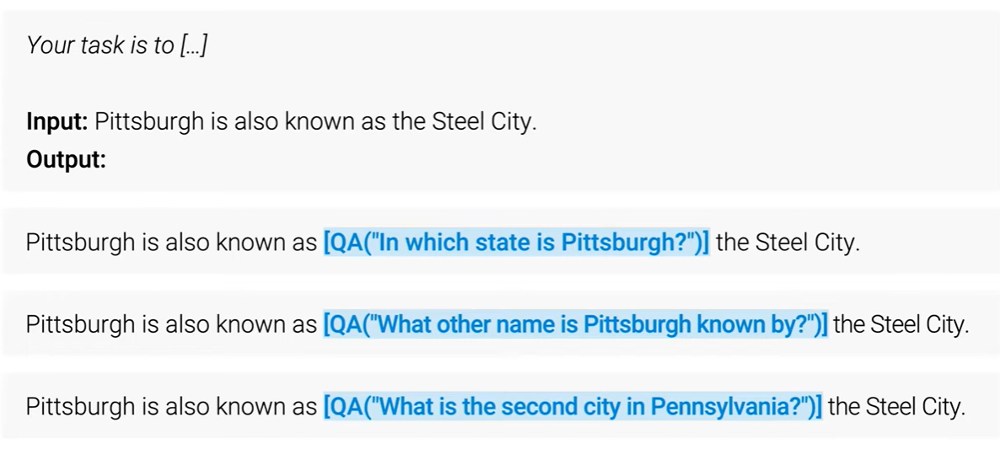 Your task is to [...]
Input: Pittsburgh is also known as the Steel City.
Output:
Pittsburgh is also known as [QA("In which state is Pittsburgh?")] the Steel City.
Pittsburgh is also known as [QA("What other name is Pittsburgh known by?")] the Steel City.
Pittsburgh is also known as [QA("What is the second city in Pennsylvania?")] the Steel City.